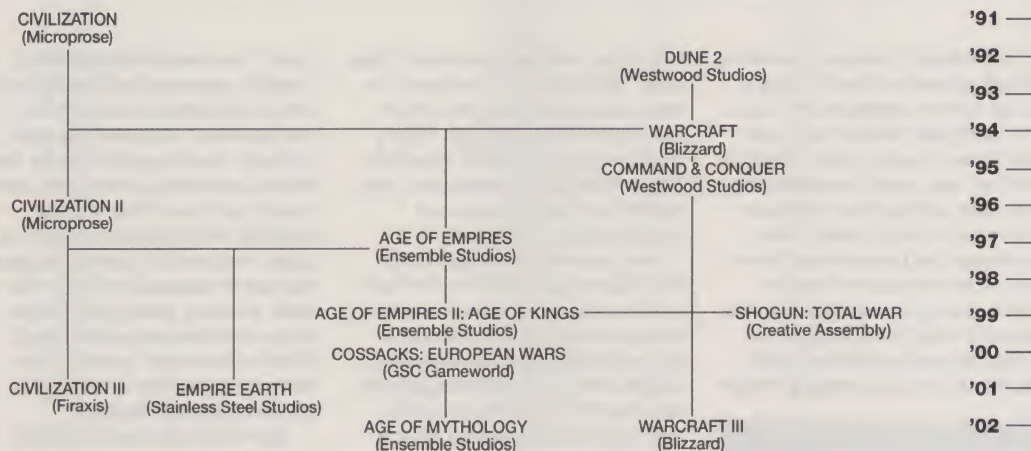 CIVILIZATION
(Microprose)
'91
DUNE 2
(Westwood Studios)
'92
'93
WARCRAFT
(Blizzard)
'94
COMMAND & CONQUER
(Westwood Studios)
'95
CIVILIZATION II
(Microprose)
'96
AGE OF EMPIRES
(Ensemble Studios)
'97
'98
AGE OF EMPIRES II: AGE OF KINGS
(Ensemble Studios)
SHOGUN: TOTAL WAR
(Creative Assembly)
'99
COSSACKS: EUROPEAN WARS
(GSC Gameworld)
'00
CIVILIZATION III
(Firaxis)
EMPIRE EARTH
(Stainless Steel Studios)
'01
AGE OF MYTHOLOGY
(Ensemble Studios)
WARCRAFT III
(Blizzard)
'02